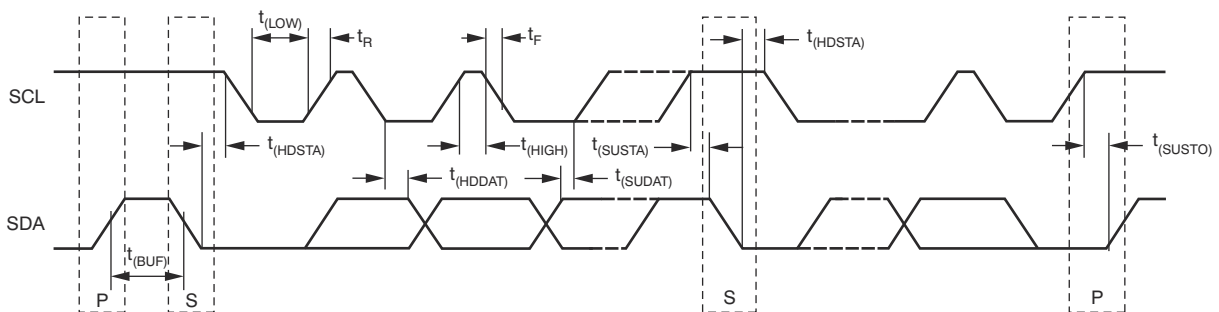 t(LOW)
tR
tF
t(HDSTA)
SCL
t(HDSTA)
t(HIGH)
t(SUSTA)
t(SUSTO)
t(HDDAT)
t(SUDAT)
SDA
t(BUF)
P
S
S
P